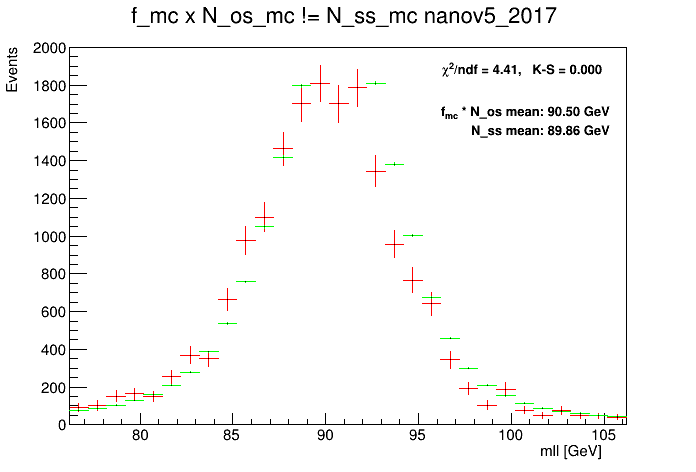 f_mc x N_os_mc != N_ss_mc nanov5_2017
Events
2000
1800
1600
1400
1200
1000
800
600
400
200
0
χ²/ndf = 4.41, K-S = 0.000
f_mc * N_os mean: 90.50 GeV
N_ss mean: 89.86 GeV
80 85 90 95 100 105
mll [GeV]